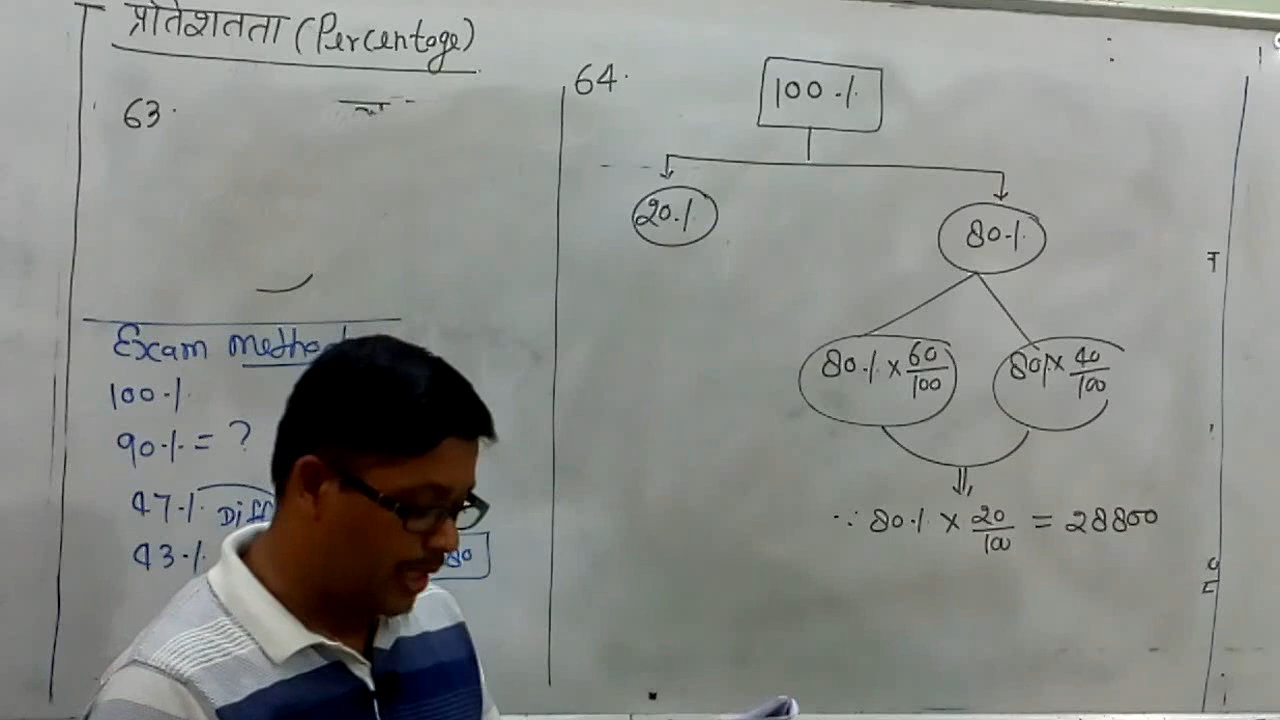 प्रतिशतता (Percentage)
63.
Exam method
100%
90% = ?
47% Diff
43%
80
64.
100%
20%
80%
80% × 60/100
80% × 40/100
∵ 80% × 20/100 = 28800